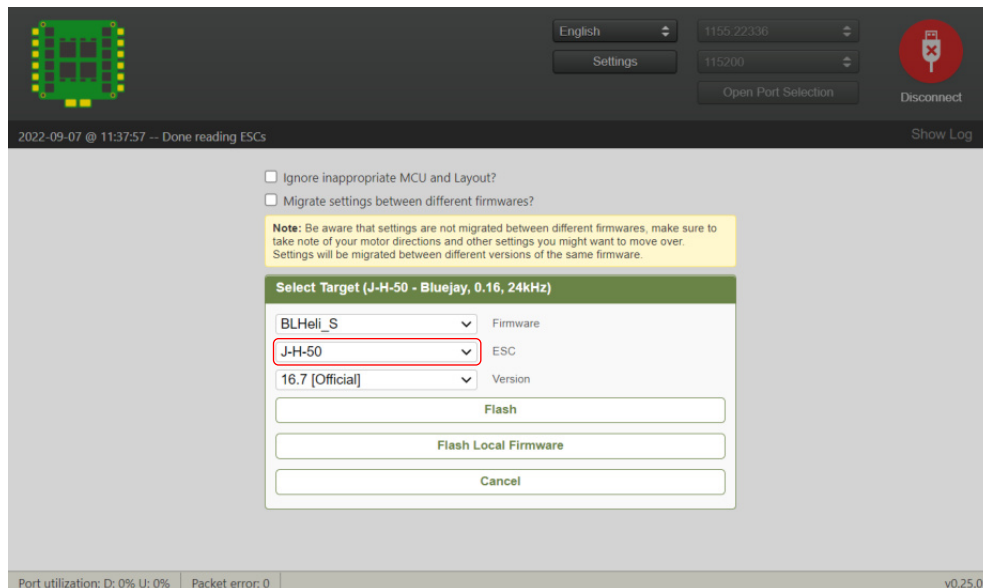 English
1155:22336
Settings
115200
Open Port Selection
Disconnect
2022-09-07 @ 11:37:57 -- Done reading ESCs
Show Log
Ignore inappropriate MCU and Layout?
Migrate settings between different firmwares?
Note: Be aware that settings are not migrated between different firmwares, make sure to
take note of your motor directions and other settings you might want to move over.
Settings will be migrated between different versions of the same firmware.
Select Target (J-H-50 - Bluejay, 0.16, 24kHz)
BLHeli_S
Firmware
J-H-50
ESC
16.7 [Official]
Version
Flash
Flash Local Firmware
Cancel
Port utilization: D: 0% U: 0%
Packet error: 0
v0.25.0